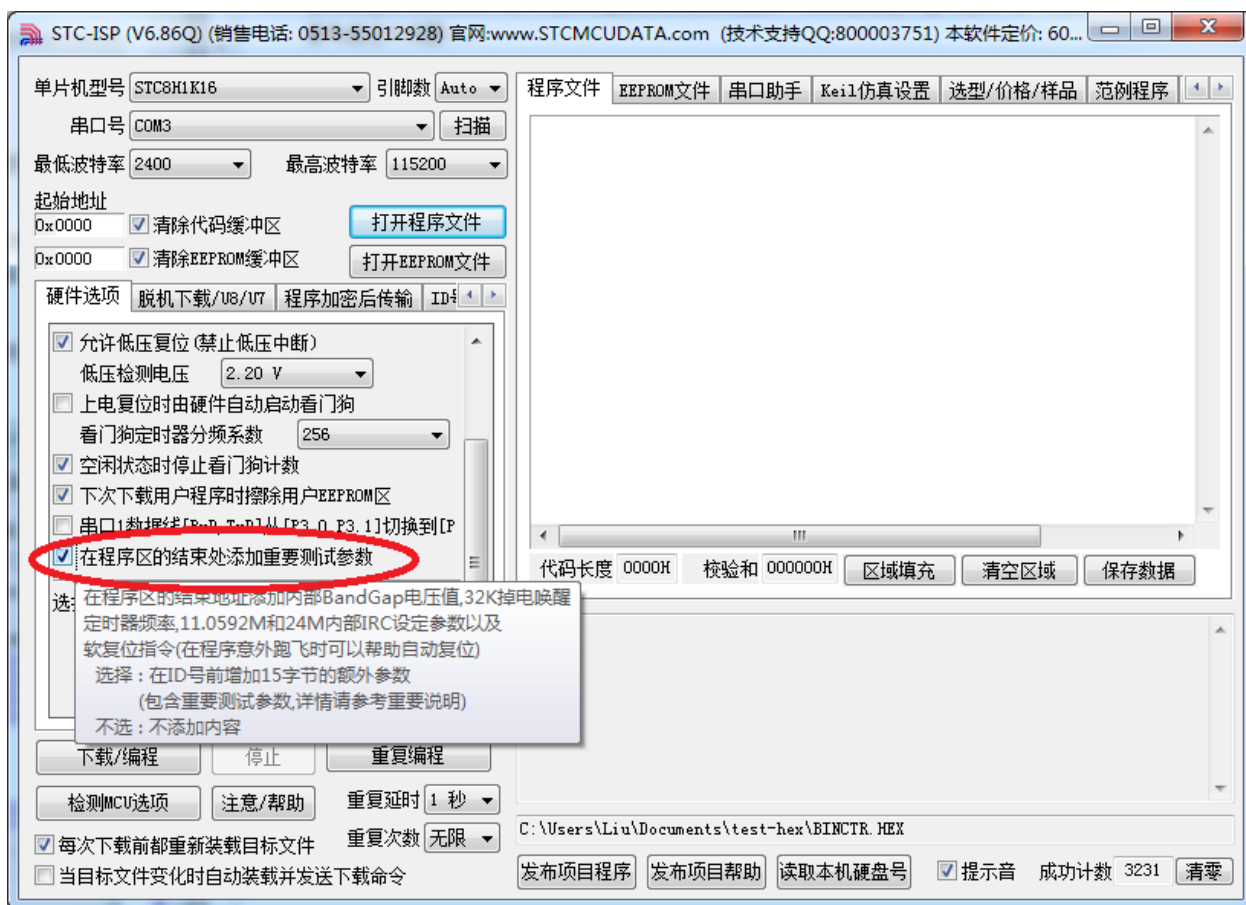 STC-ISP (V6.86Q) (销售电话: 0513-55012928) 官网:www.STCMCUDATA.com (技术支持QQ:800003751) 本软件定价: 60...
单片机型号 STC8H1K16 引脚数 Auto
串口号 COM3 扫描
最低波特率 2400 最高波特率 115200
起始地址
0x0000 清除代码缓冲区 打开程序文件
0x0000 清除EEPROM缓冲区 打开EEPROM文件
硬件选项 脱机下载/U8/U7 程序加密后传输
允许低压复位(禁止低压中断)
低压检测电压 2.20 V
上电复位时由硬件自动启动看门狗
看门狗定时器分频系数 256
空闲状态时停止看门狗计数
下次下载用户程序时擦除用户EEPROM区
串口1数据线[RxD,TxD]从[P3.0,P3.1]切换到[P
在程序区的结束处添加重要测试参数
选
在程序区的结束地址添加内部BandGap电压值,32K掉电唤醒
定时器频率,11.0592M和24M内部IRC设定参数以及
软复位指令(在程序意外跑飞时可以帮助自动复位)
选择：在ID号前增加15字节的额外参数
(包含重要测试参数,详情请参考重要说明)
不选：不添加内容
下载/编程 停止 重复编程
检测MCU选项 注意/帮助 重复延时 1 秒
每次下载前都重新装载目标文件 重复次数 无限
当目标文件变化时自动装载并发送下载命令
程序文件 EEPROM文件 串口助手 Keil仿真设置 选型/价格/样品 范例程序
代码长度 0000H 校验和 000000H 区域填充 清空区域 保存数据
C:\Users\Liu\Documents\test-hex\BINCTR.HEX
发布项目程序 发布项目帮助 读取本机硬盘号 提示音 成功计数 3231 清零